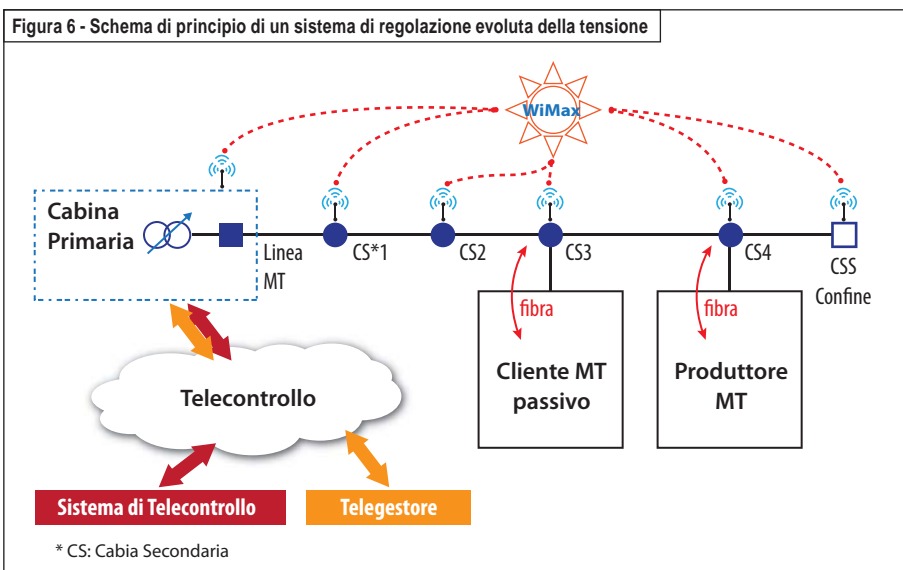 Figura 6 - Schema di principio di un sistema di regolazione evoluta della tensione
WiMax
Cabina
Primaria
Linea
MT
CS*1
CS2
CS3
CS4
CSS
Confine
fibra
fibra
Cliente MT
passivo
Produttore
MT
Telecontrollo
Sistema di Telecontrollo
Telegestore
* CS: Cabia Secondaria